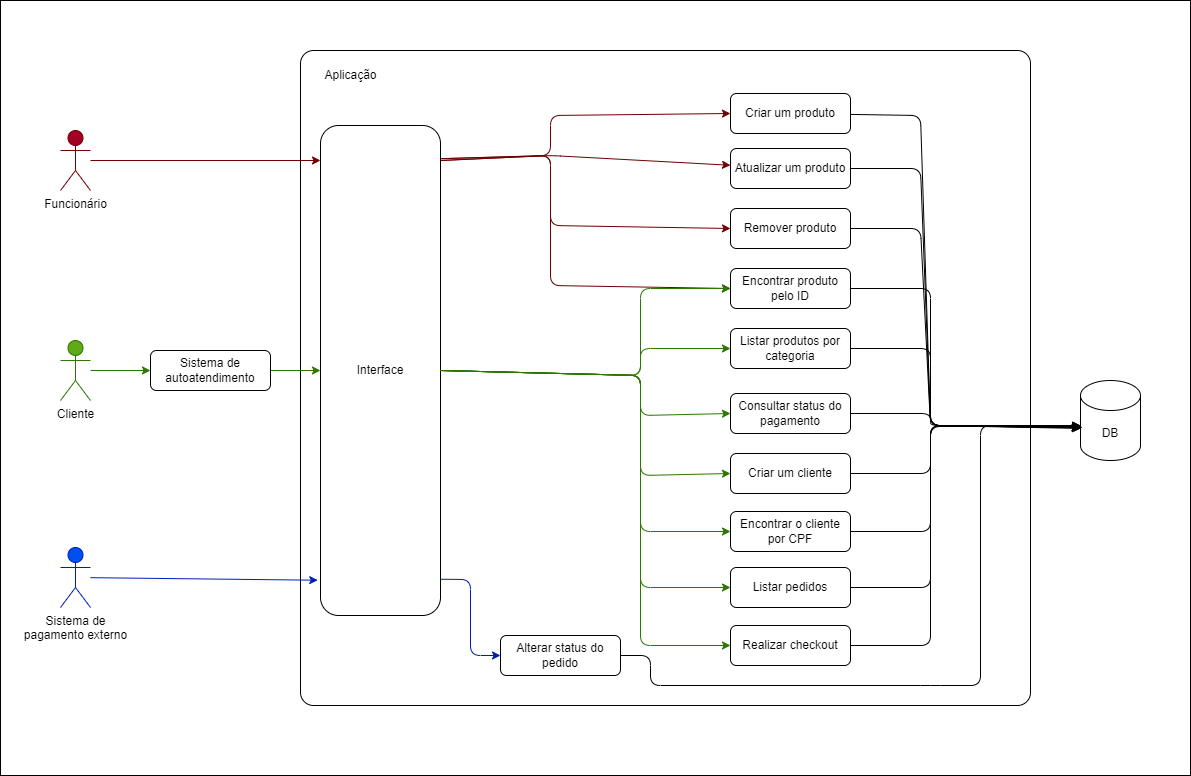 Aplicação
Criar um produto
Atualizar um produto
Funcionário
Remover produto
Encontrar produto
pelo ID
Listar produtos por
categoria
Sistema de
autoatendimento
Interface
Cliente
Consultar status do
pagamento
DB
Criar um cliente
Encontrar o cliente
por CPF
Listar pedidos
Sistema de
pagamento externo
Alterar status do
pedido
Realizar checkout